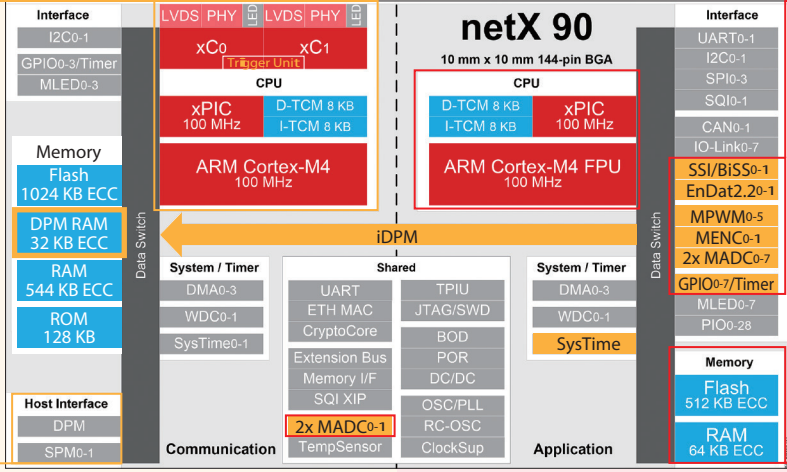 Interface
I2C0-1
GPIO0-3/Timer
MLED0-3
Memory
Flash
1024 KB ECC
DPM RAM
32 KB ECC
RAM
544 KB ECC
ROM
128 KB
Host Interface
DPM
SPM0-1
Data Switch
LVDS PHY LED LVDS PHY LED
xC0 xC1
Trigger Unit
CPU
xPIC
100 MHz
D-TCM 8 KB
I-TCM 8 KB
ARM Cortex-M4
100 MHz
netX 90
10 mm x 10 mm 144-pin BGA
CPU
D-TCM 8 KB
I-TCM 8 KB
xPIC
100 MHz
ARM Cortex-M4 FPU
100 MHz
iDPM
System / Timer
DMA0-3
WDC0-1
SysTime0-1
Communication
Shared
UART
ETH MAC
CryptoCore
Extension Bus
Memory I/F
SQI XIP
2x MADC0-1
TempSensor
TPIU
JTAG/SWD
BOD
POR
DC/DC
OSC/PLL
RC-OSC
ClockSup
System / Timer
DMA0-3
WDC0-1
SysTime
Application
Data Switch
Interface
UART0-1
I2C0-1
SPI0-3
SQI0-1
CAN0-1
IO-Link0-7
SSI/BiSS0-1
EnDat2.20-1
MPWM0-5
MENC0-1
2x MADC0-7
GPIO0-7/Timer
MLED0-7
PIO0-28
Memory
Flash
512 KB ECC
RAM
64 KB ECC